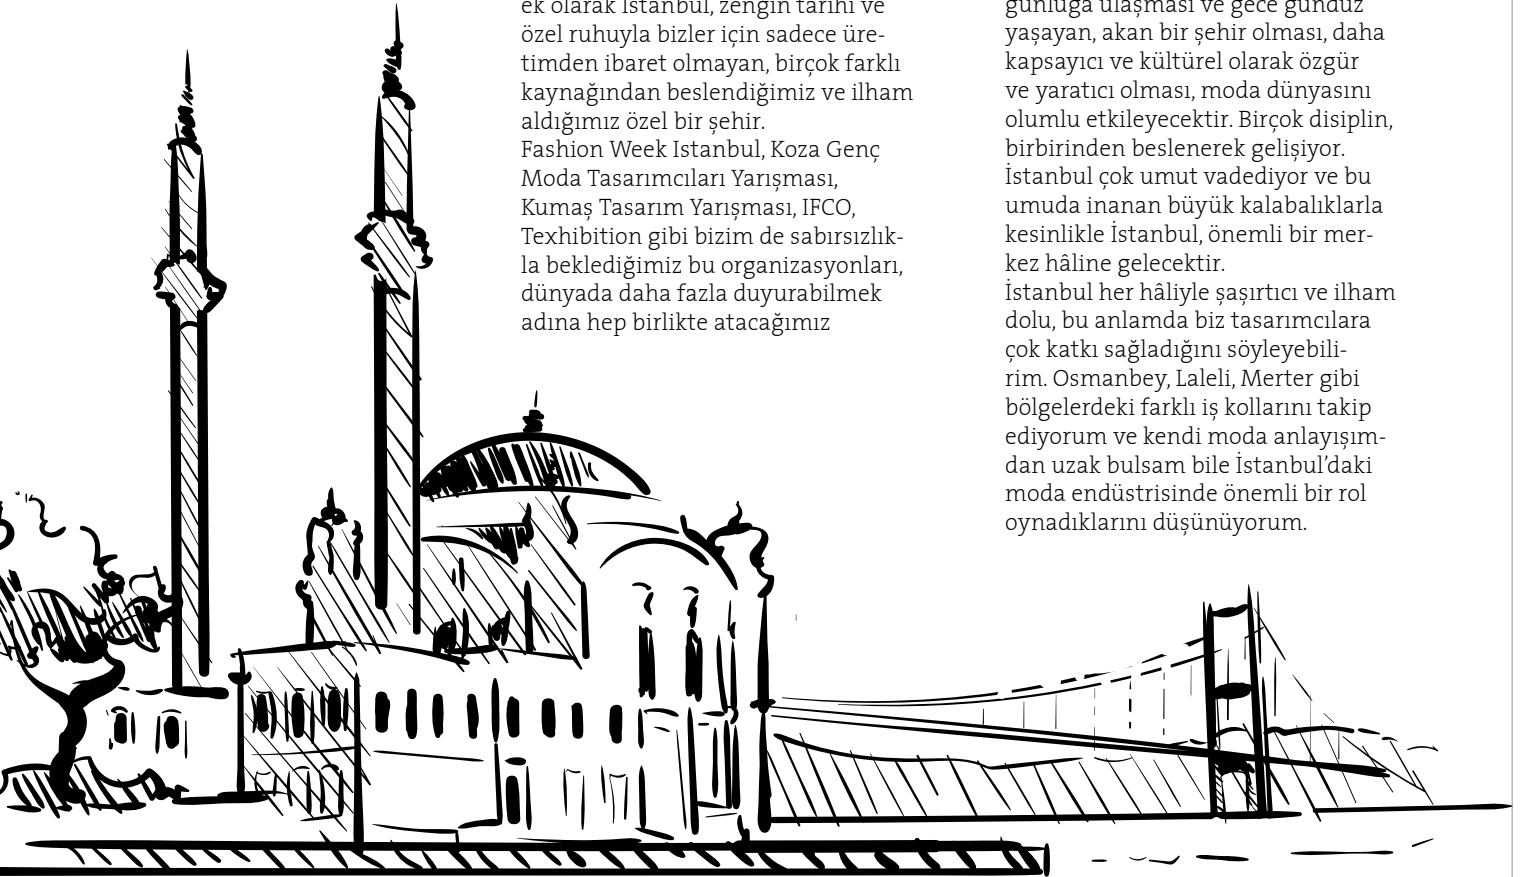 ek olarak İstanbul, zengin tarihi ve
özel ruhuyla bizler için sadece üre-
timden ibaret olmayan, birçok farklı
kaynağından beslendiğimiz ve ilham
aldığımız özel bir şehir.
Fashion Week Istanbul, Koza Genç
Moda Tasarımcıları Yarışması,
Kumaş Tasarım Yarışması, IFCO,
Texhibition gibi bizim de sabırsızlık-
la beklediğimiz bu organizasyonları,
dünyada daha fazla duyurabilmek
adına hep birlikte atacağımız
gunluğa ulaşması ve gece gündüz
yaşayan, akan bir şehir olması, daha
kapsayıcı ve kültürel olarak özgür
ve yaratıcı olması, moda dünyasını
olumlu etkileyecektir. Birçok disiplin,
birbirinden beslenerek gelişiyor.
İstanbul çok umut vadediyor ve bu
umuda inanan büyük kalabalıklarla
kesinlikle İstanbul, önemli bir mer-
kez hâline gelecektir.
İstanbul her hâliyle şaşırtıcı ve ilham
dolu, bu anlamda biz tasarımcılara
çok katkı sağladığını söyleyebili-
rim. Osmanbey, Laleli, Merter gibi
bölgelerdeki farklı iş kollarını takip
ediyorum ve kendi moda anlayışım-
dan uzak bulsam bile İstanbul’daki
moda endüstrisinde önemli bir rol
oynadıklarını düşünüyorum.